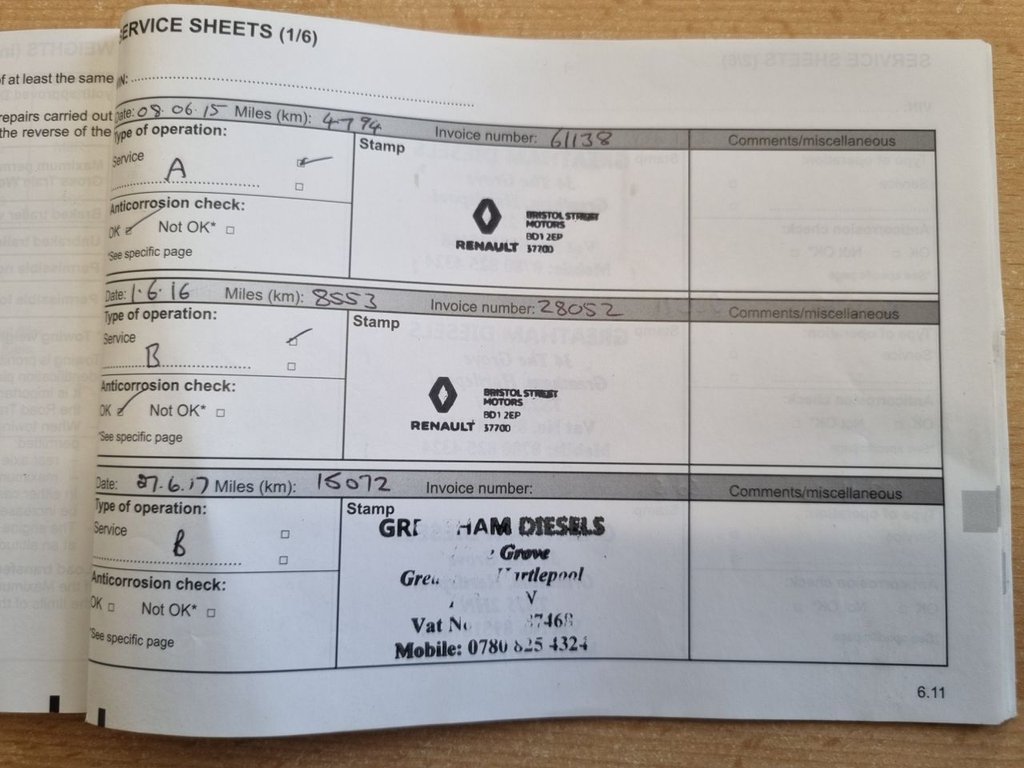 SERVICE SHEETS (1/6)
of at least the same
repairs carried out
the reverse of the
VIN:
Date: 08.06.15 Miles (km): 4794 Invoice number: 61138 Comments/miscellaneous
Type of operation:
Service
A
Stamp
RENAULT
BRISTOL STREET
MOTORS
BD1 2EP
37700
Anticorrosion check:
OK Not OK*
*See specific page
Date: 1.6.16 Miles (km): 8553 Invoice number: 28052 Comments/miscellaneous
Type of operation:
Service
B
Stamp
RENAULT
BRISTOL STREET
MOTORS
BD1 2EP
37700
Anticorrosion check:
OK Not OK*
*See specific page
Date: 27.6.17 Miles (km): 15072 Invoice number: Comments/miscellaneous
Type of operation:
Service
B
Stamp
DIESELS
Grove
Vat
Mobile: 0780 825 4324
Anticorrosion check:
OK Not OK*
*See specific page
6.11